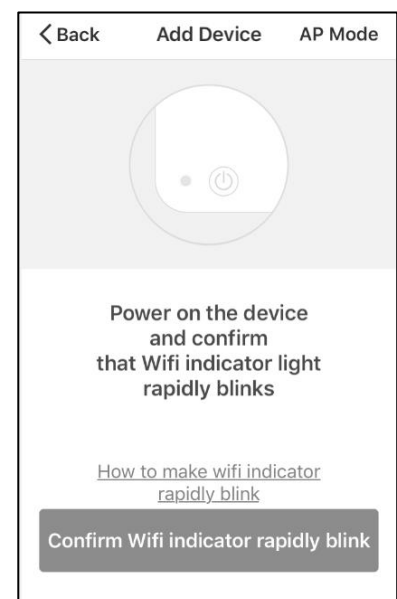 Back Add Device AP Mode
Power on the device
and confirm
that Wifi indicator light
rapidly blinks
How to make wifi indicator
rapidly blink
Confirm Wifi indicator rapidly blink